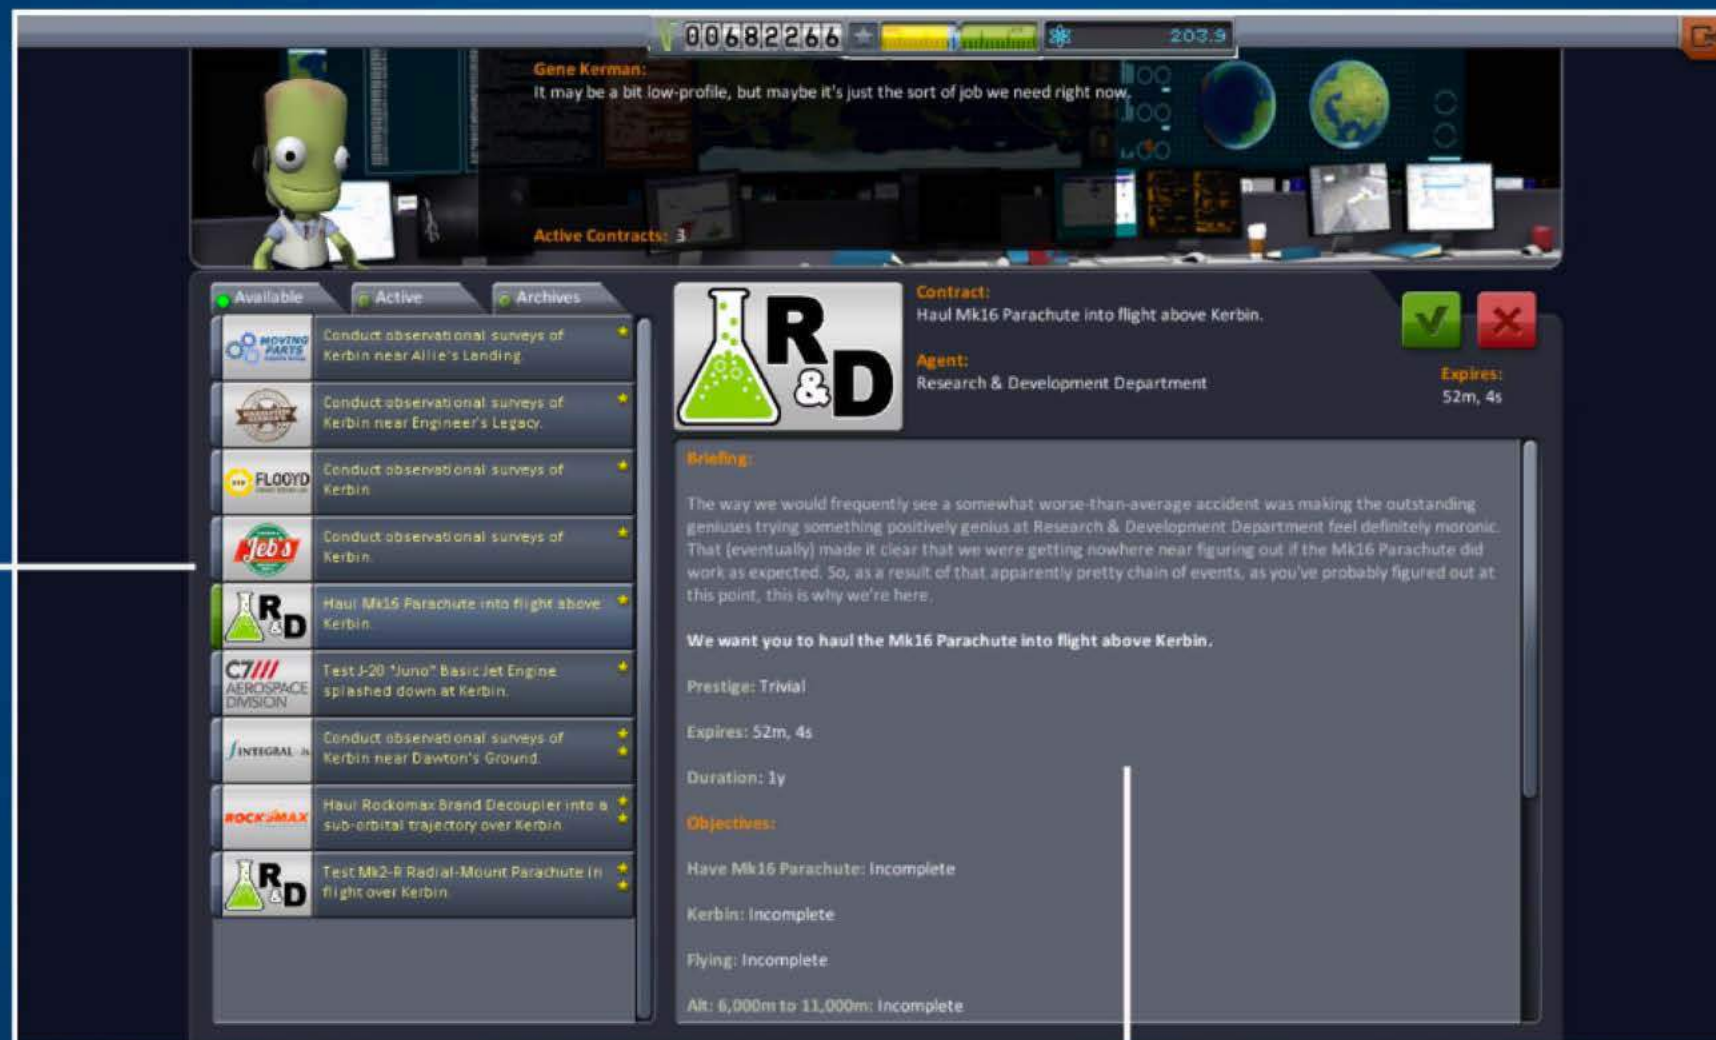 00682266
203.9
Gene Kerman:
It may be a bit low-profile, but maybe it's just the sort of job we need right now.
Active Contracts: 3
Available
Active
Archives
MOVING
PARTS
Conduct observational surveys of
Kerbin near Allie's Landing.
Conduct observational surveys of
Kerbin near Engineer's Legacy.
FLOOYD
Conduct observational surveys of
Kerbin
Jeb's
Conduct observational surveys of
Kerbin.
R&D
Haul Mk16 Parachute into flight above
Kerbin.
C7///
AEROSPACE
DIVISION
Test J-20 "Juno" Basic Jet Engine
splashed down at Kerbin.
INTEGRAL
Conduct observational surveys of
Kerbin near Dawton's Ground.
ROCKOMAX
Haul Rockomax Brand Decoupler into a
sub-orbital trajectory over Kerbin
R&D
Test Mk2-R Radial-Mount Parachute in
flight over Kerbin.
R&D
Contract:
Haul Mk16 Parachute into flight above Kerbin.
Agent:
Research & Development Department
Expires:
52m, 4s
Briefing:
The way we would frequently see a somewhat worse-than-average accident was making the outstanding
geniuses trying something positively genius at Research & Development Department feel definitely moronic.
That (eventually) made it clear that we were getting nowhere near figuring out if the Mk16 Parachute did
work as expected. So, as a result of that apparently pretty chain of events, as you've probably figured out at
this point, this is why we're here.
We want you to haul the Mk16 Parachute into flight above Kerbin.
Prestige: Trivial
Expires: 52m, 4s
Duration: 1y
Objectives:
Have Mk16 Parachute: Incomplete
Kerbin: Incomplete
Flying: Incomplete
Alt: 6,000m to 11,000m: Incomplete